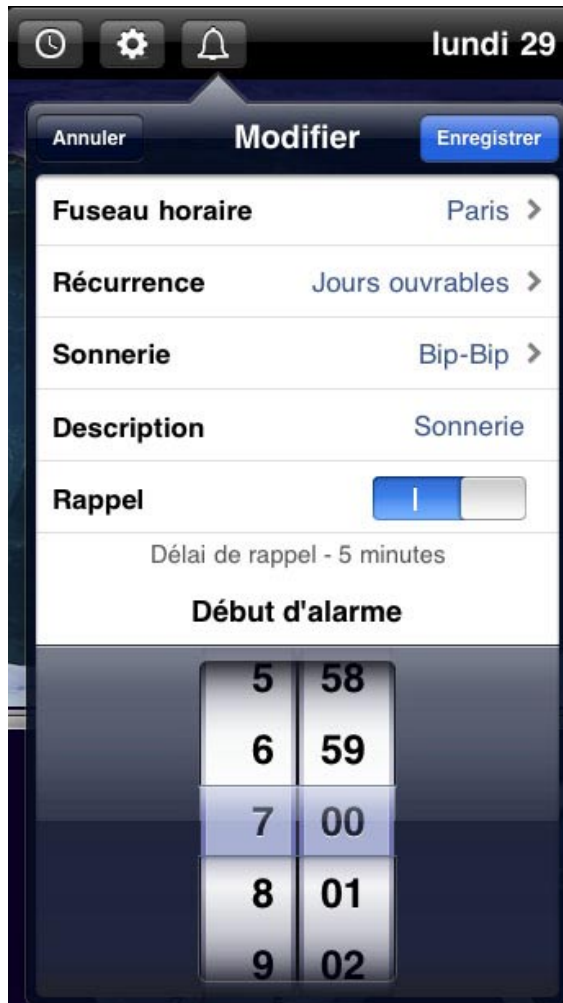 lundi 29
Annuler Modifier Enregistrer
Fuseau horaire Paris
Récurrence Jours ouvrables
Sonnerie Bip-Bip
Description Sonnerie
Rappel
Délai de rappel - 5 minutes
Début d'alarme
5 58
6 59
7 00
8 01
9 02